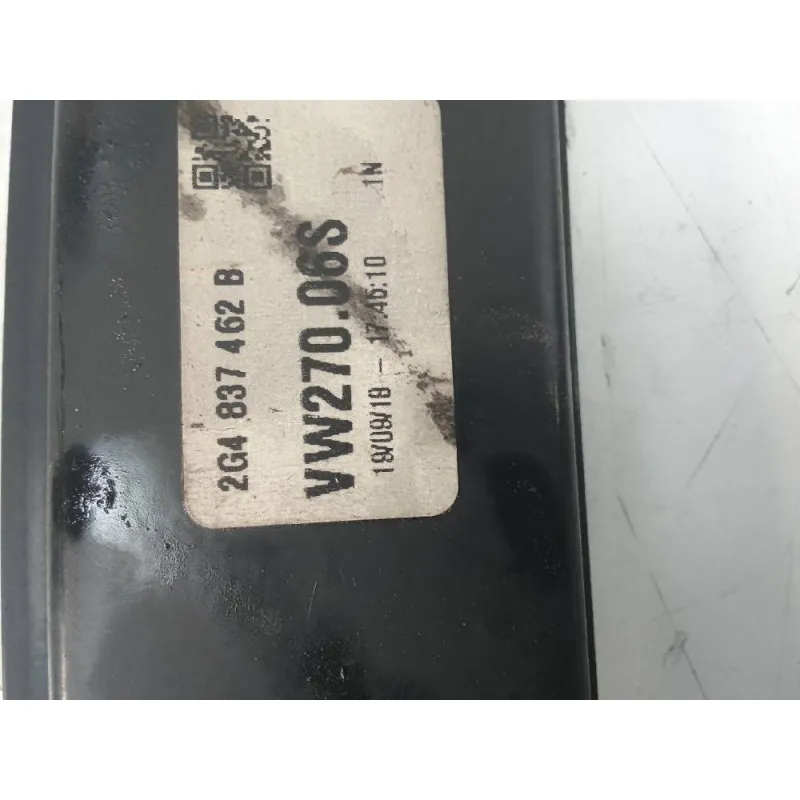 2G4 837 462 B
VW270.06S
19/09/18 - 17:46:10 1N